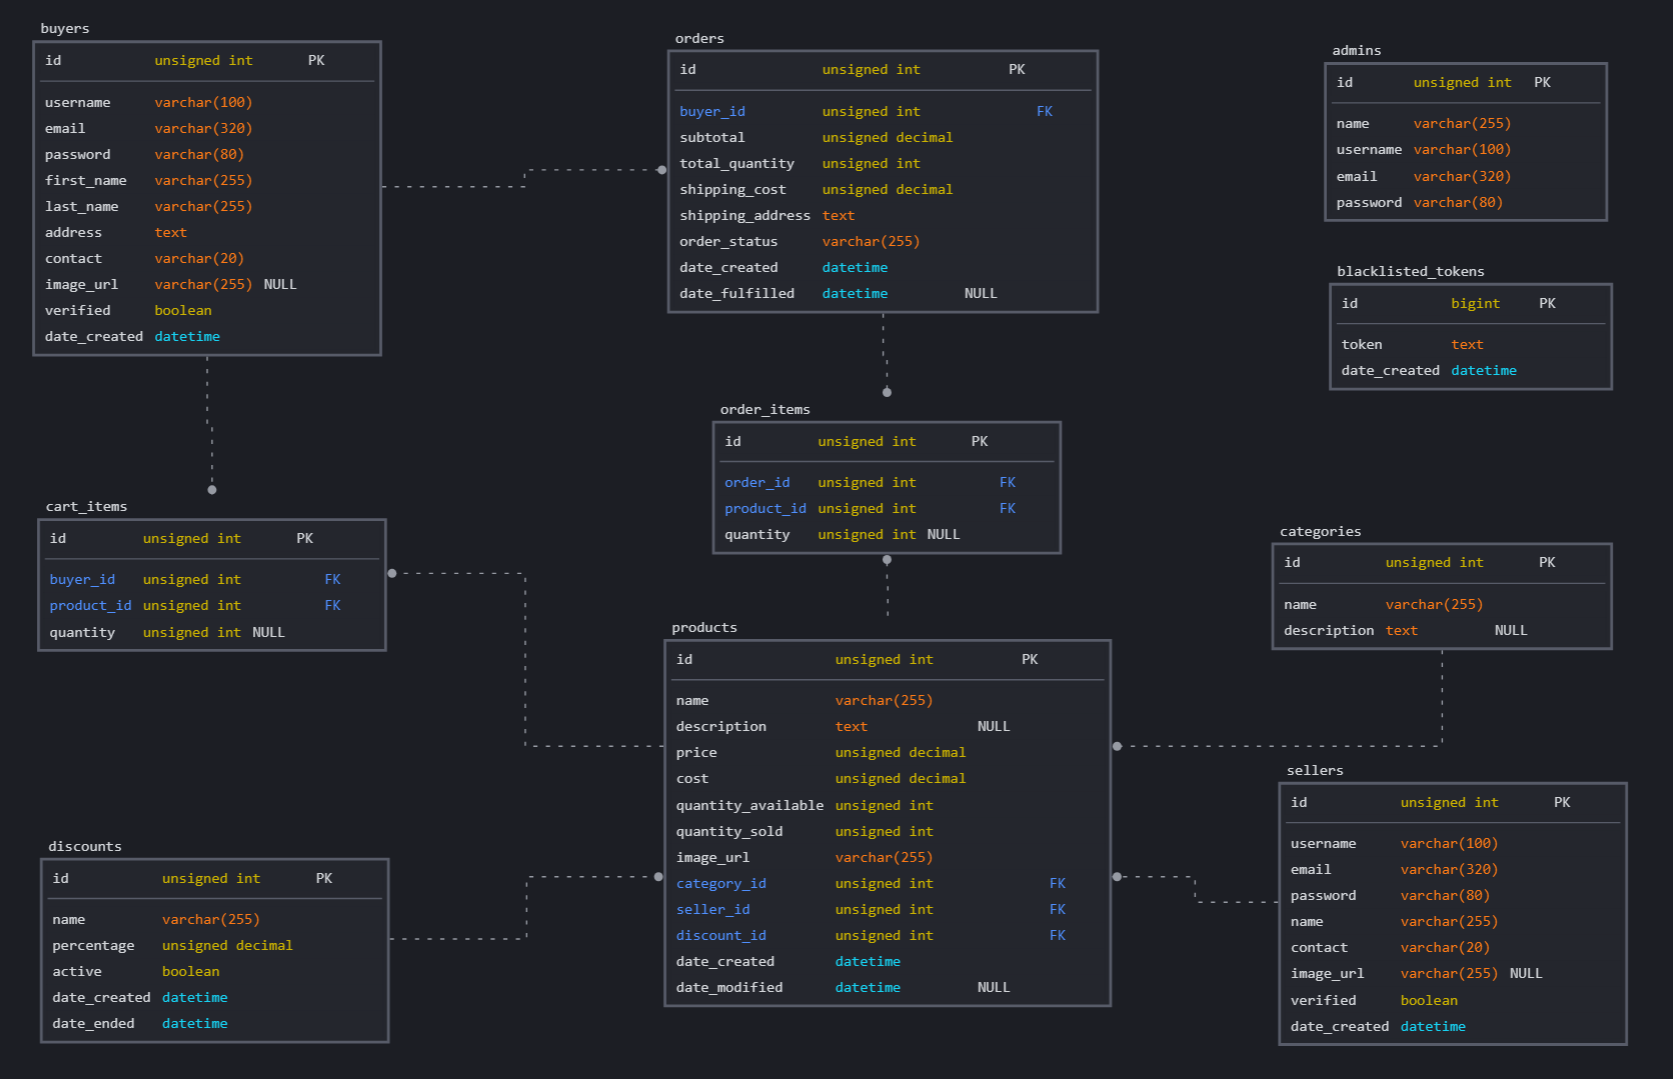 buyers
id unsigned int PK
username varchar(100)
email varchar(320)
password varchar(80)
first_name varchar(255)
last_name varchar(255)
address text
contact varchar(20)
image_url varchar(255) NULL
verified boolean
date_created datetime
orders
id unsigned int PK
buyer_id unsigned int FK
subtotal unsigned decimal
total_quantity unsigned int
shipping_cost unsigned decimal
shipping_address text
order_status varchar(255)
date_created datetime
date_fulfilled datetime NULL
admins
id unsigned int PK
name varchar(255)
username varchar(100)
email varchar(320)
password varchar(80)
blacklisted_tokens
id bigint PK
token text
date_created datetime
order_items
id unsigned int PK
order_id unsigned int FK
product_id unsigned int FK
quantity unsigned int NULL
cart_items
id unsigned int PK
buyer_id unsigned int FK
product_id unsigned int FK
quantity unsigned int NULL
categories
id unsigned int PK
name varchar(255)
description text NULL
products
id unsigned int PK
name varchar(255)
description text NULL
price unsigned decimal
cost unsigned decimal
quantity_available unsigned int
quantity_sold unsigned int
image_url varchar(255)
category_id unsigned int FK
seller_id unsigned int FK
discount_id unsigned int FK
date_created datetime
date_modified datetime NULL
sellers
id unsigned int PK
username varchar(100)
email varchar(320)
password varchar(80)
name varchar(255)
contact varchar(20)
image_url varchar(255) NULL
verified boolean
date_created datetime
discounts
id unsigned int PK
name varchar(255)
percentage unsigned decimal
active boolean
date_created datetime
date_ended datetime